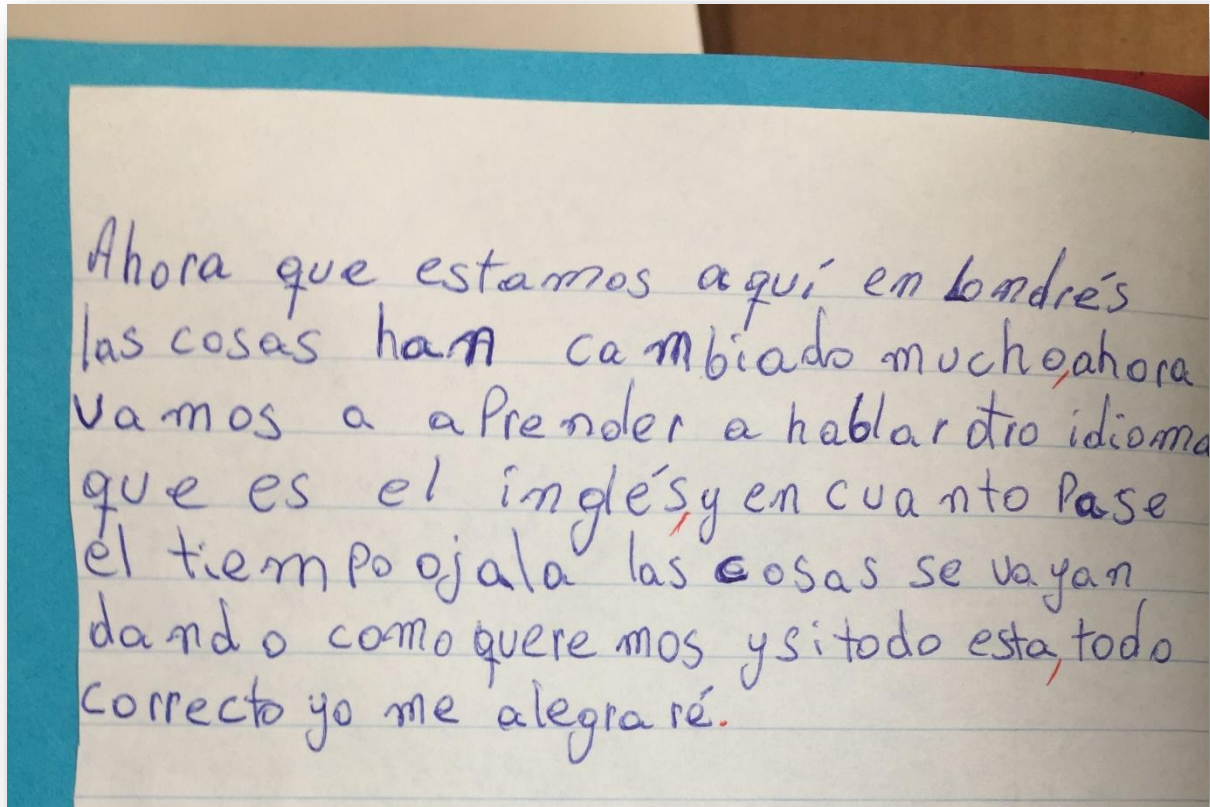 Ahora que estamos aquí en Londrés
las cosas han cambiado mucho,ahora
vamos a aprender a hablar otro idioma
que es el inglés,y en cuanto Pase
el tiempo ojala las cosas se vayan
dando como queremos y si todo esta,todo
correcto yo me alegraré.